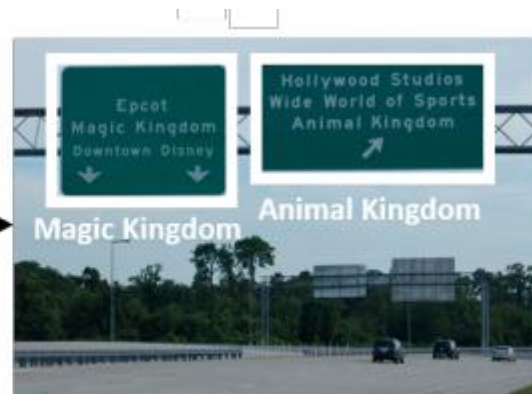 Epcot
Magic Kingdom
Downtown Disney
Hollywood Studios
Wide World of Sports
Animal Kingdom
Magic Kingdom
Animal Kingdom